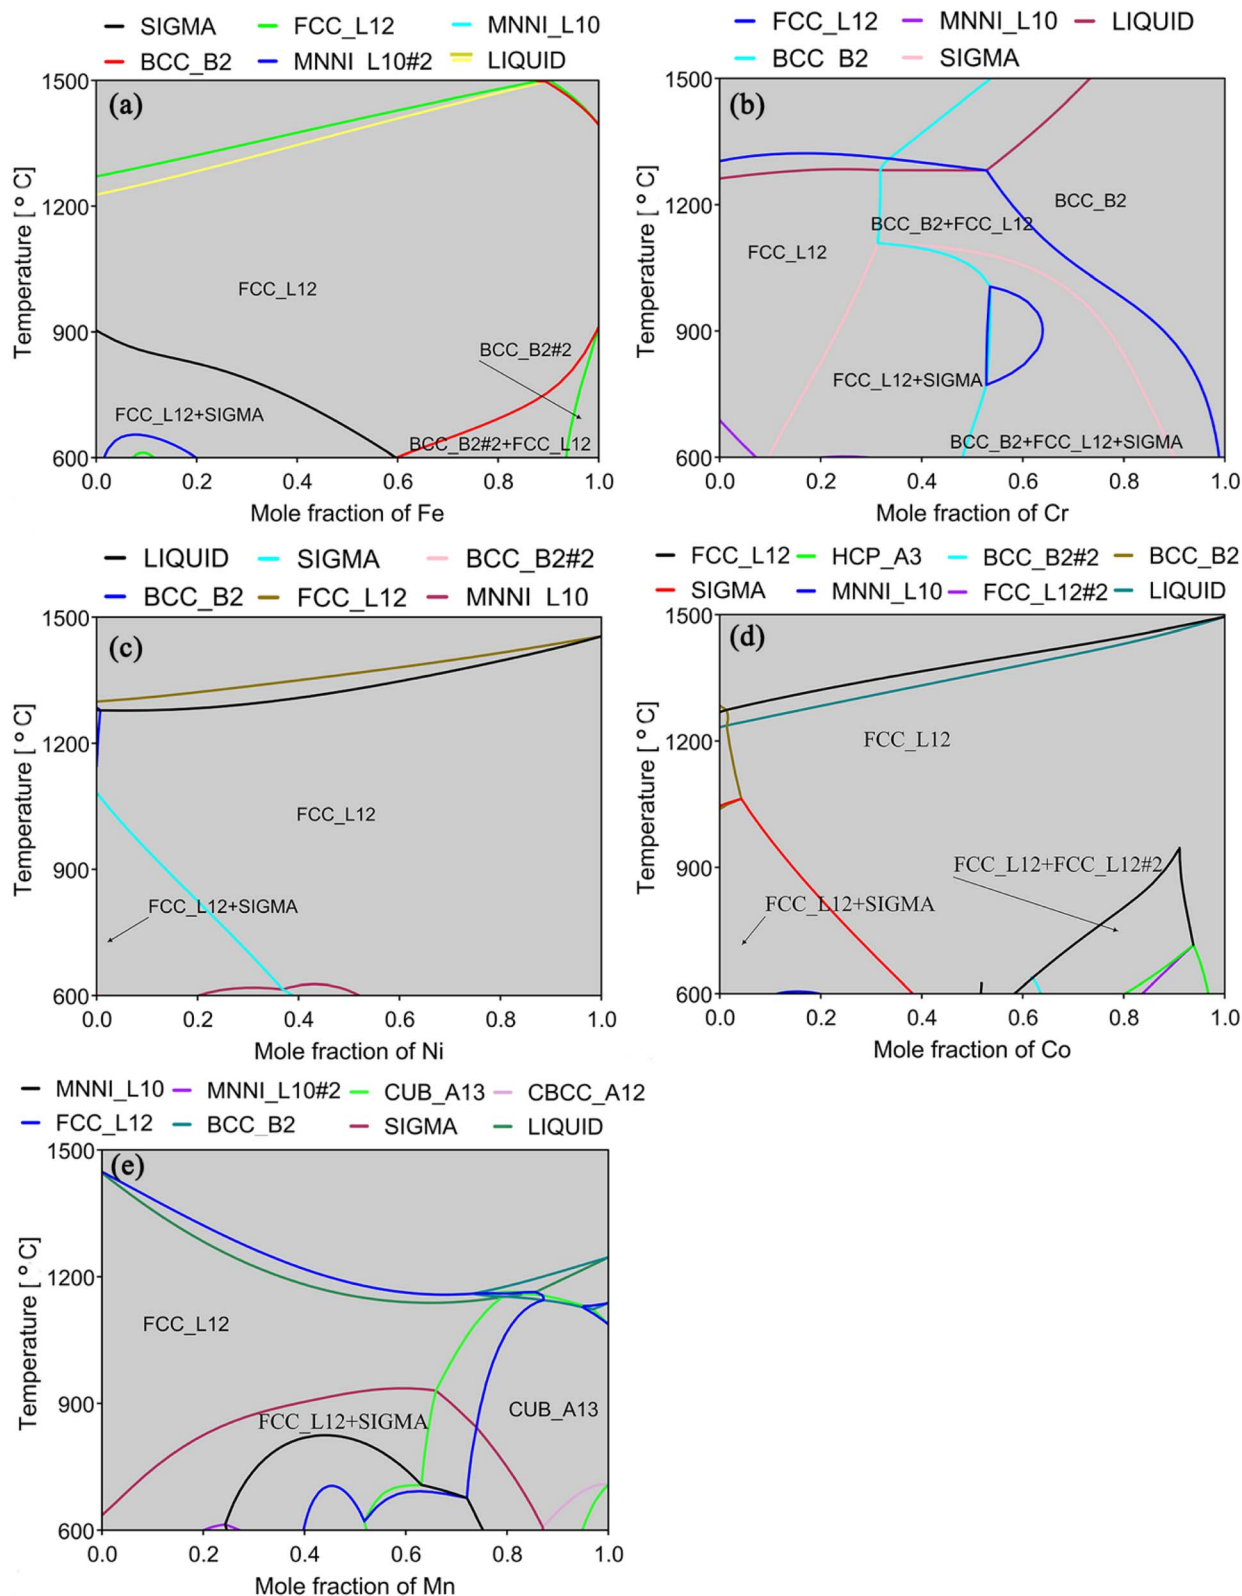 SIGMA FCC_L12 MNNI_L10
BCC_B2 MNNI_L10#2 LIQUID
(a)
1500
1200
900
600
Temperature [ °C]
FCC_L12
BCC_B2#2
FCC_L12+SIGMA
BCC_B2#2+FCC_L12
0.0 0.2 0.4 0.6 0.8 1.0
Mole fraction of Fe
FCC_L12 MNNI_L10 LIQUID
BCC_B2 SIGMA
(b)
1500
1200
900
600
Temperature [ °C]
BCC_B2
BCC_B2+FCC_L12
FCC_L12
FCC_L12+SIGMA
BCC_B2+FCC_L12+SIGMA
0.0 0.2 0.4 0.6 0.8 1.0
Mole fraction of Cr
LIQUID SIGMA BCC_B2#2
BCC_B2 FCC_L12 MNNI_L10
(c)
1500
1200
900
600
Temperature [ °C]
FCC_L12
FCC_L12+SIGMA
0.0 0.2 0.4 0.6 0.8 1.0
Mole fraction of Ni
FCC_L12 HCP_A3 BCC_B2#2 BCC_B2
SIGMA MNNI_L10 FCC_L12#2 LIQUID
(d)
1500
1200
900
600
Temperature [ °C]
FCC_L12
FCC_L12+FCC_L12#2
FCC_L12+SIGMA
0.0 0.2 0.4 0.6 0.8 1.0
Mole fraction of Co
MNNI_L10 MNNI_L10#2 CUB_A13 CBCC_A12
FCC_L12 BCC_B2 SIGMA LIQUID
(e)
1500
1200
900
600
Temperature [ °C]
FCC_L12
FCC_L12+SIGMA
CUB_A13
0.0 0.2 0.4 0.6 0.8 1.0
Mole fraction of Mn